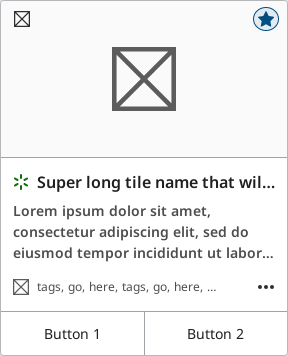 Super long tile name that wil...
Lorem ipsum dolor sit amet,
consectetur adipiscing elit, sed do
eiusmod tempor incididunt ut labor...
tags, go, here, tags, go, here, ...
Button 1
Button 2